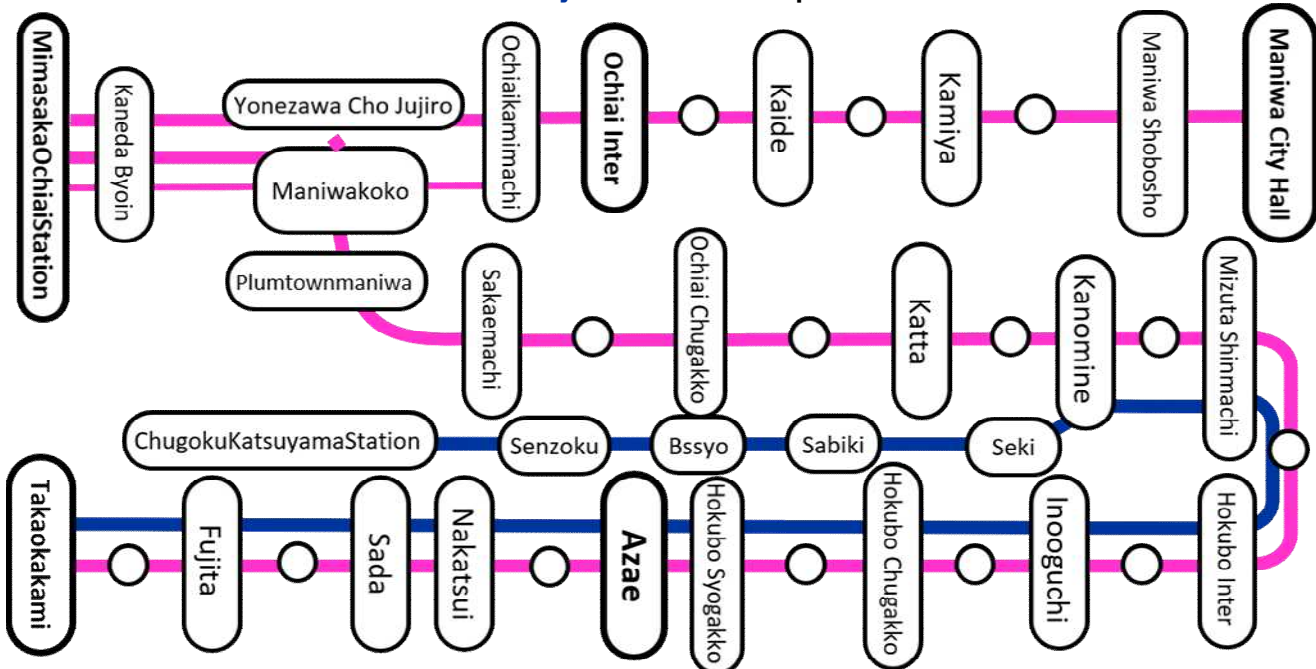 MimasakaOchiaiStation
Kaneda Byoin
Yonezawa Cho Jujiro
Maniwakoko
Plumtownmaniwa
Ochiaikamimachi
Ochiai Inter
Kaide
Kamiya
Maniwa Shobosho
Maniwa City Hall
Sakaemachi
Ochiai Chugakko
Katta
Kanomine
Mizuta Shinmachi
ChugokuKatsuyamaStation
Senzoku
Bssyo
Sabiki
Seki
Takaokakami
Fujita
Sada
Nakatsui
Azae
Hokubo Syogakko
Hokubo Chugakko
Inooguchi
Hokubo Inter